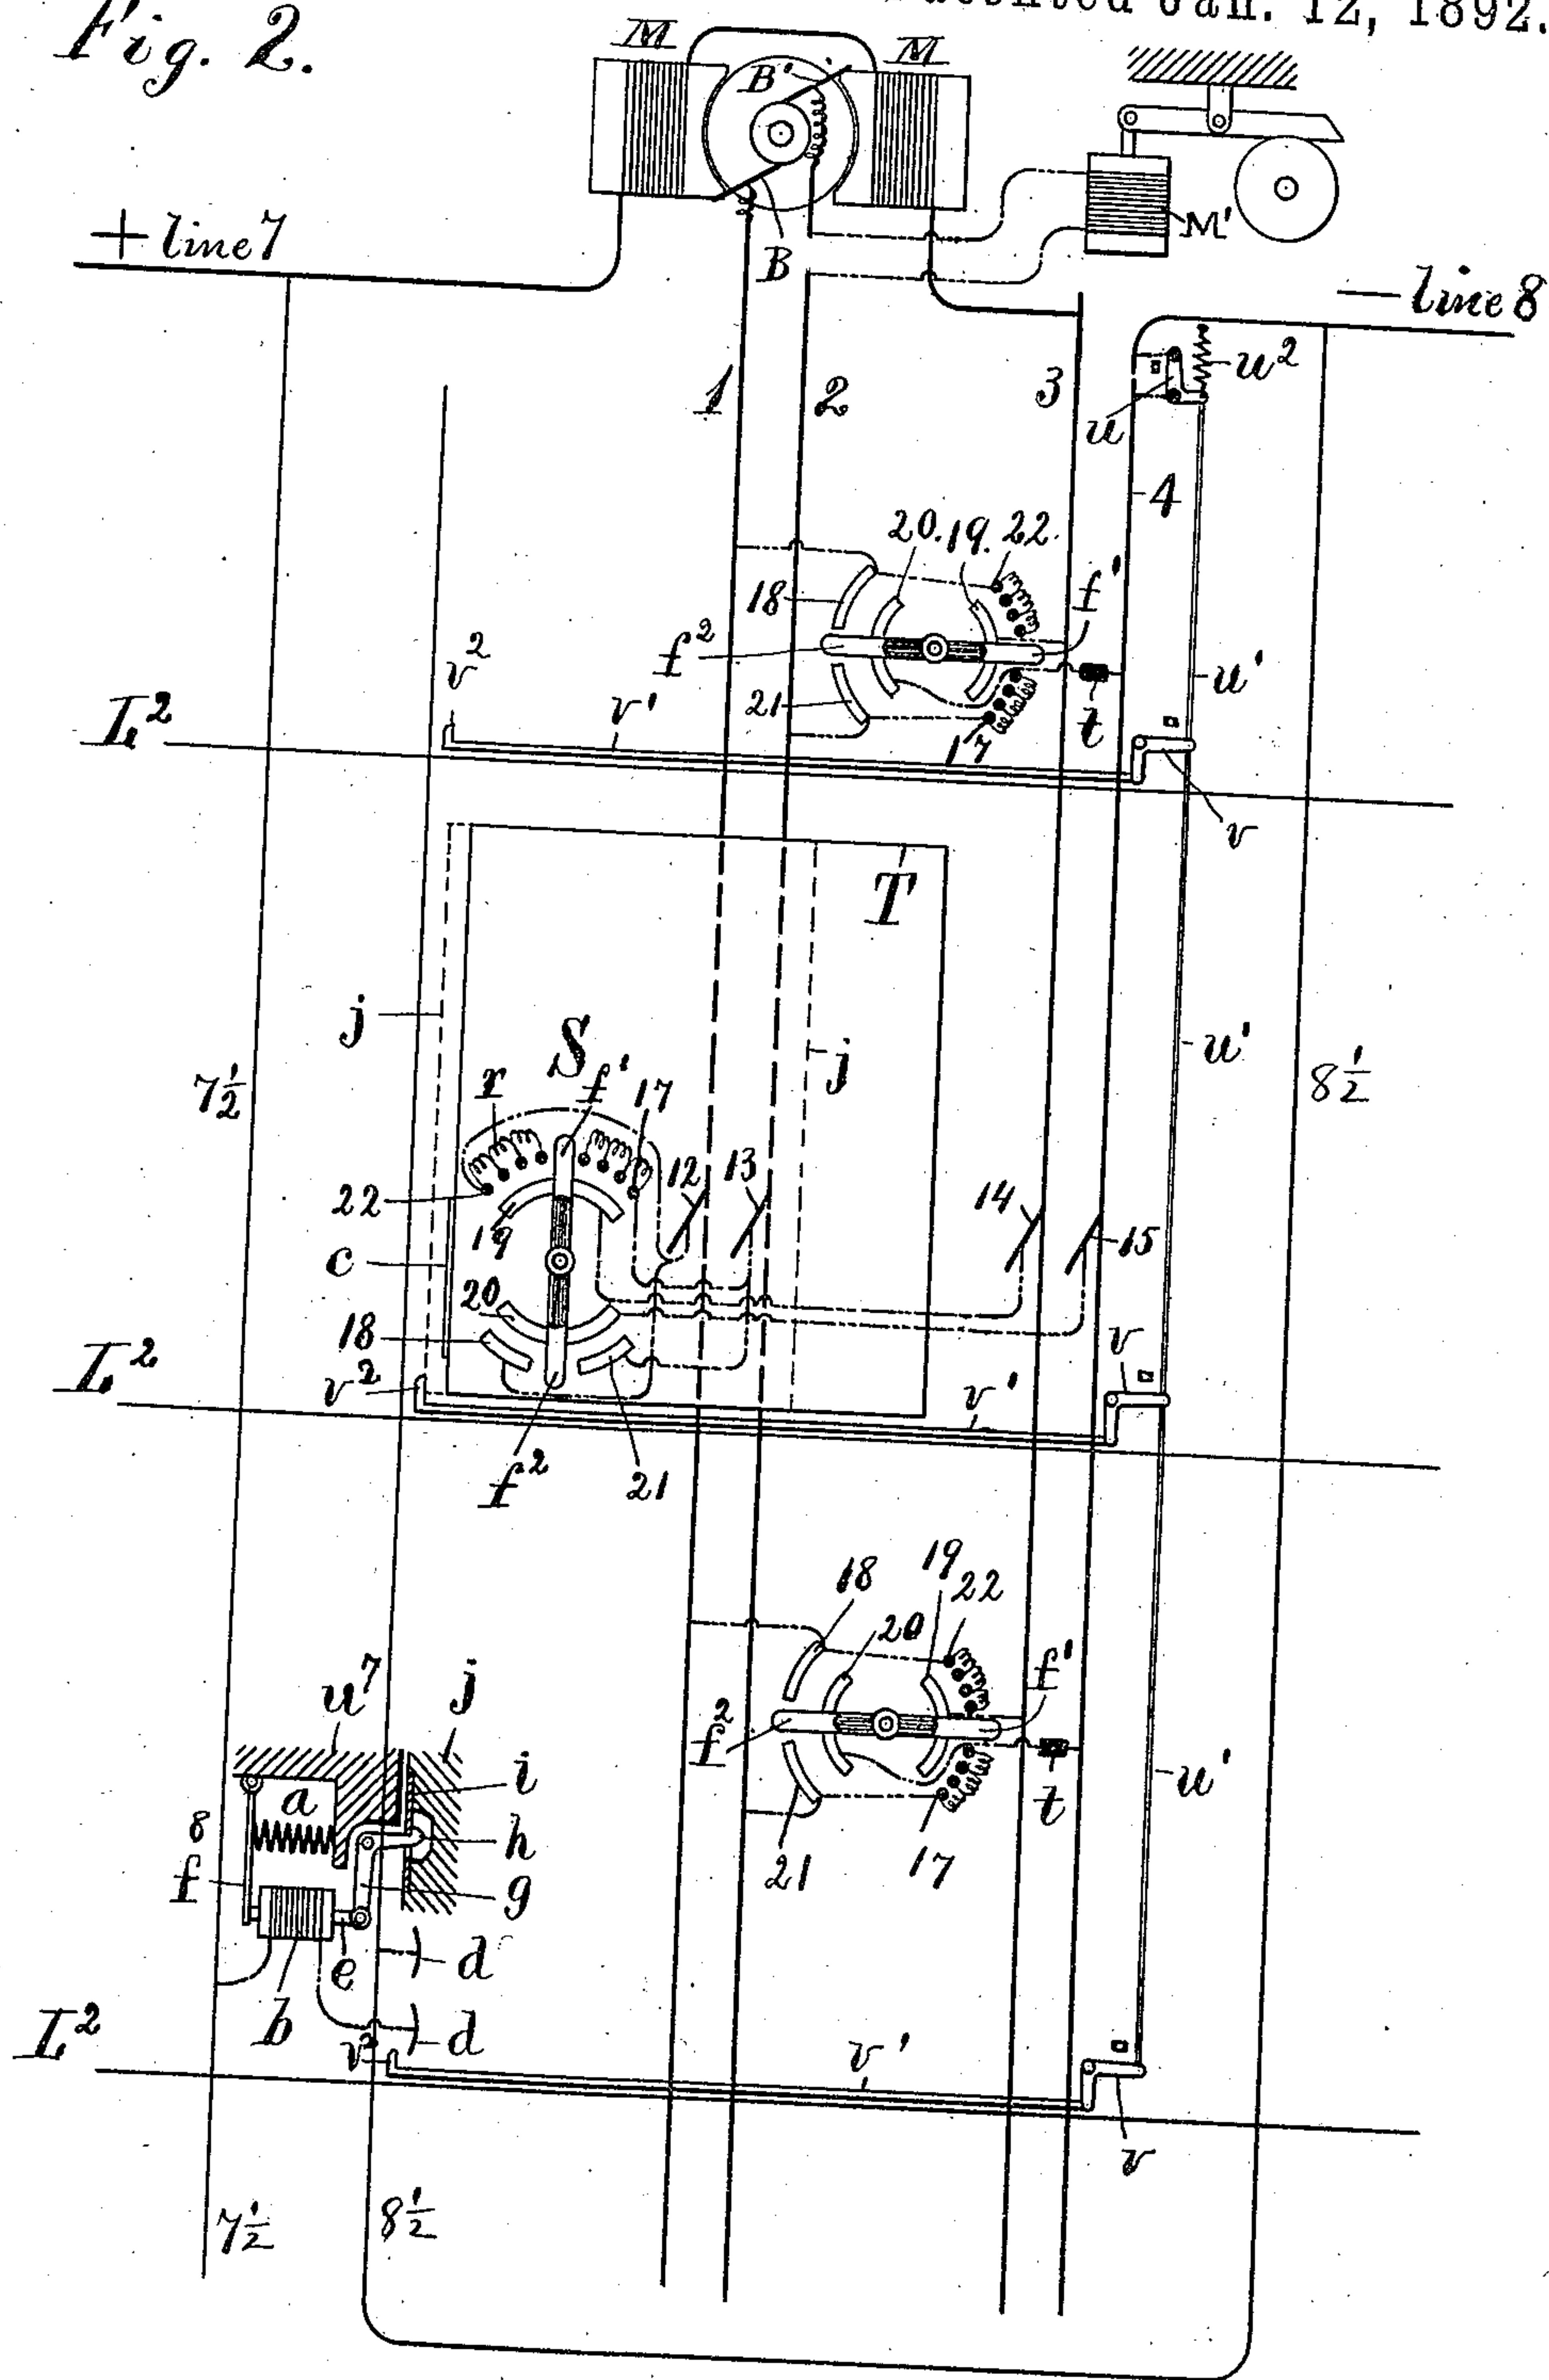 Patented Jan. 12, 1892.
Fig. 2.
M
M
B'
+ line 7
B
M'
— line 8
1
2
3
u
u²
4
20.
19.
22.
18
f'
f²
v²
v'
21
17
t
u'
L²
v
T
j
S
j
u'
7½
8½
r
f'
17
12
13
22
19
14
15
c
20
18
v
L²
v²
v'
f²
21
18
19
22
20
u⁷
j
f²
f'
a
i
t
u'
8
h
21
17
f
g
e
d
b
d
L²
v²
v'
v
7½
8½